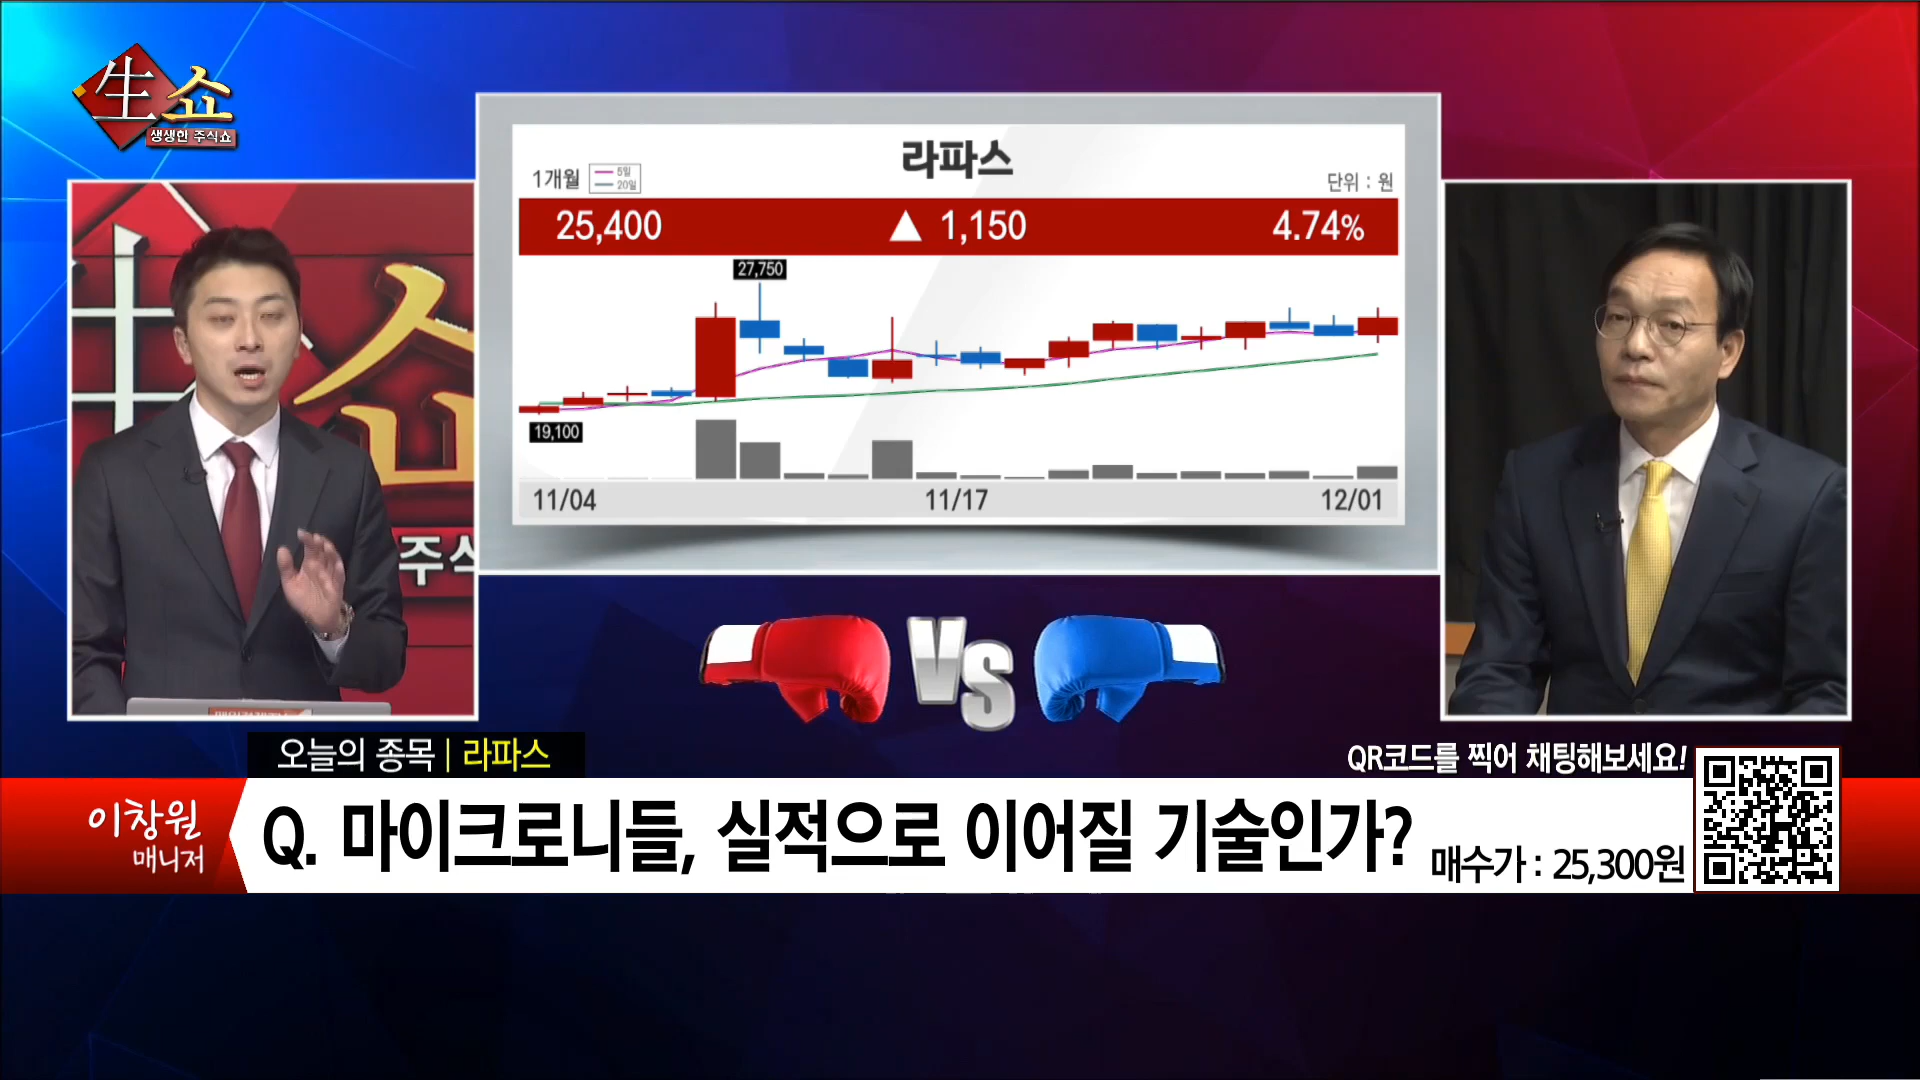 生쇼
생생한 주식쇼
라파스
1개월
5일
20일
단위 : 원
25,400 ▲ 1,150 4.74%
27,750
19,100
11/04 11/17 12/01
쇼
주식
VS
오늘의 종목 | 라파스
QR코드를 찍어 채팅해보세요!
이창원
매니저
Q. 마이크로니들, 실적으로 이어질 기술인가?
매수가 : 25,300원